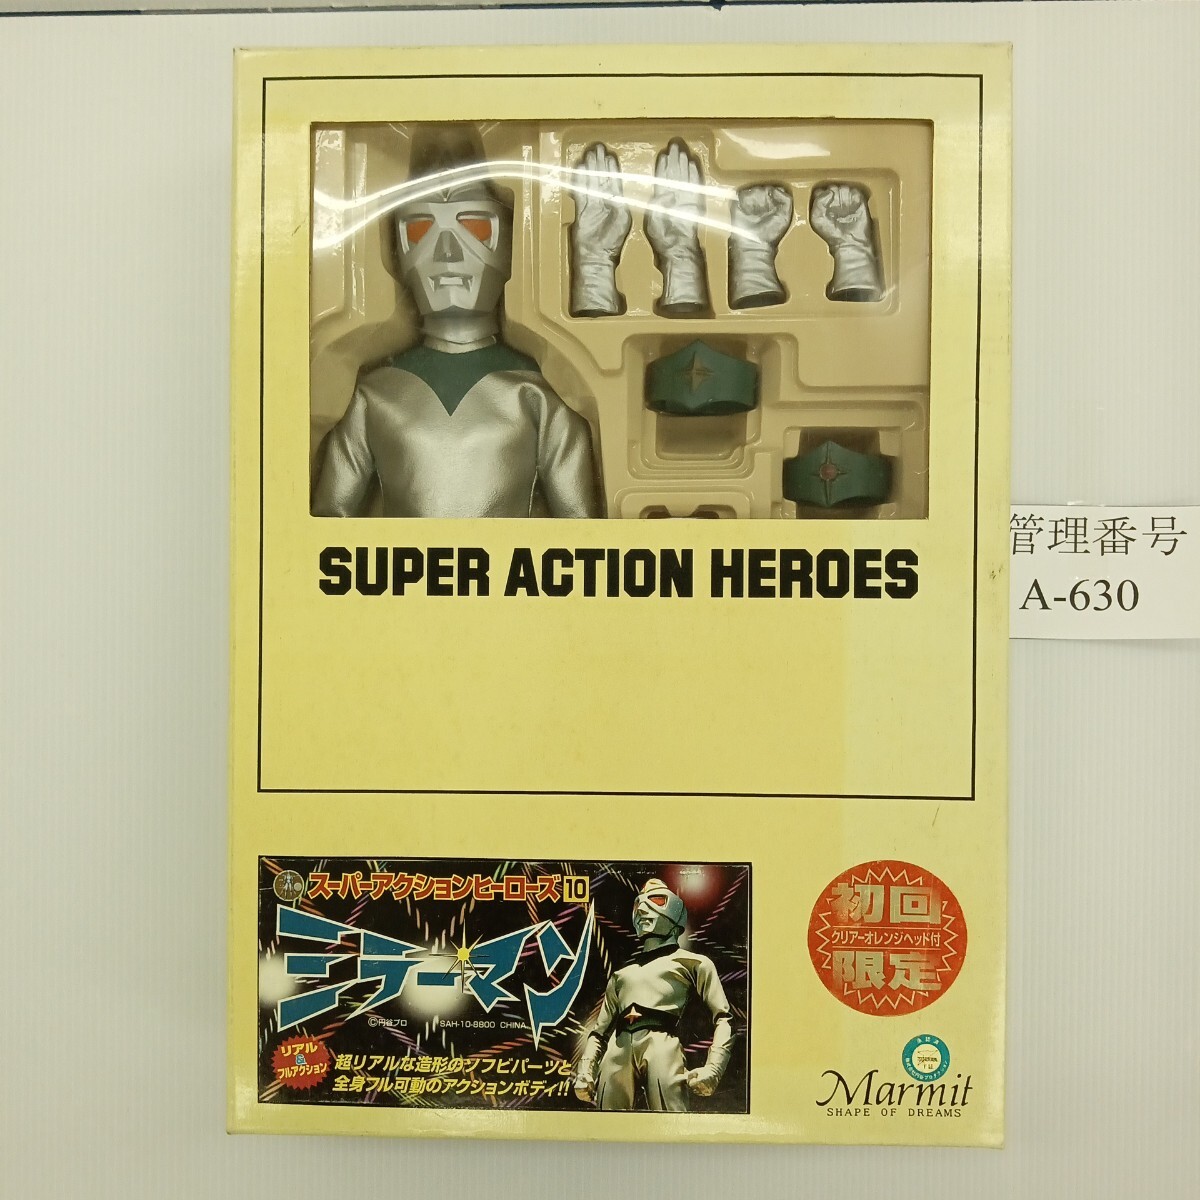 SUPER ACTION HEROES
管理番号
A-630
スーパーアクションヒーローズ 10
ミラーマン
©円谷プロ SAH-10-8800 CHINA
リアル
&
フルアクション
超リアルな造形のソフビパーツと
全身フル可動のアクションボディ!!
初回
クリアーオレンジヘッド付
限定
Marmit
SHAPE OF DREAMS